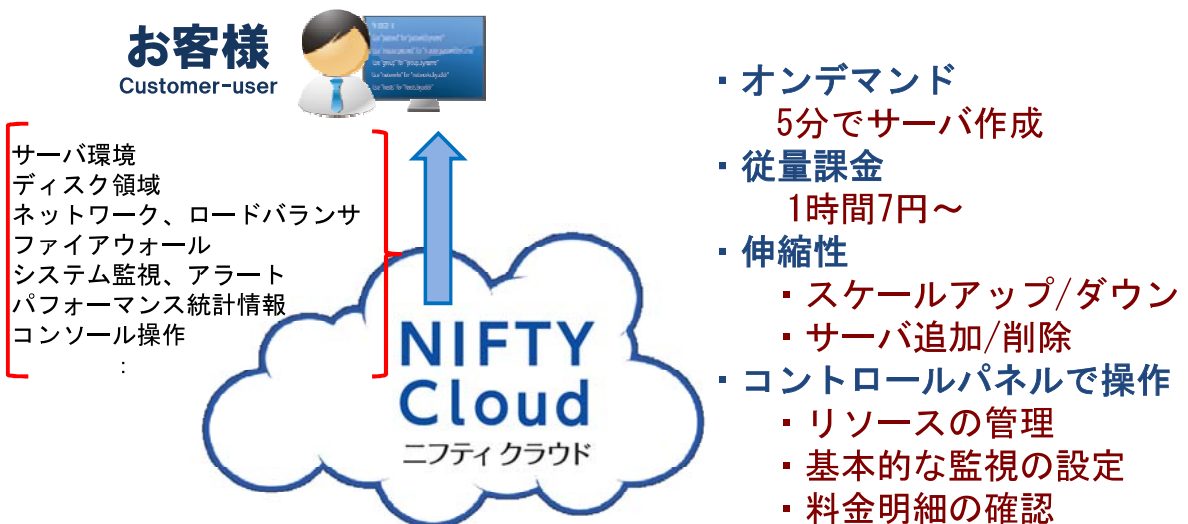 お客様
Customer-user
サーバ環境
ディスク領域
ネットワーク、ロードバランサ
ファイアウォール
システム監視、アラート
パフォーマンス統計情報
コンソール操作
:
NIFTY
Cloud
ニフティ クラウド
・オンデマンド
5分でサーバ作成
・従量課金
1時間7円～
・伸縮性
・スケールアップ/ダウン
・サーバ追加/削除
・コントロールパネルで操作
・リソースの管理
・基本的な監視の設定
・料金明細の確認